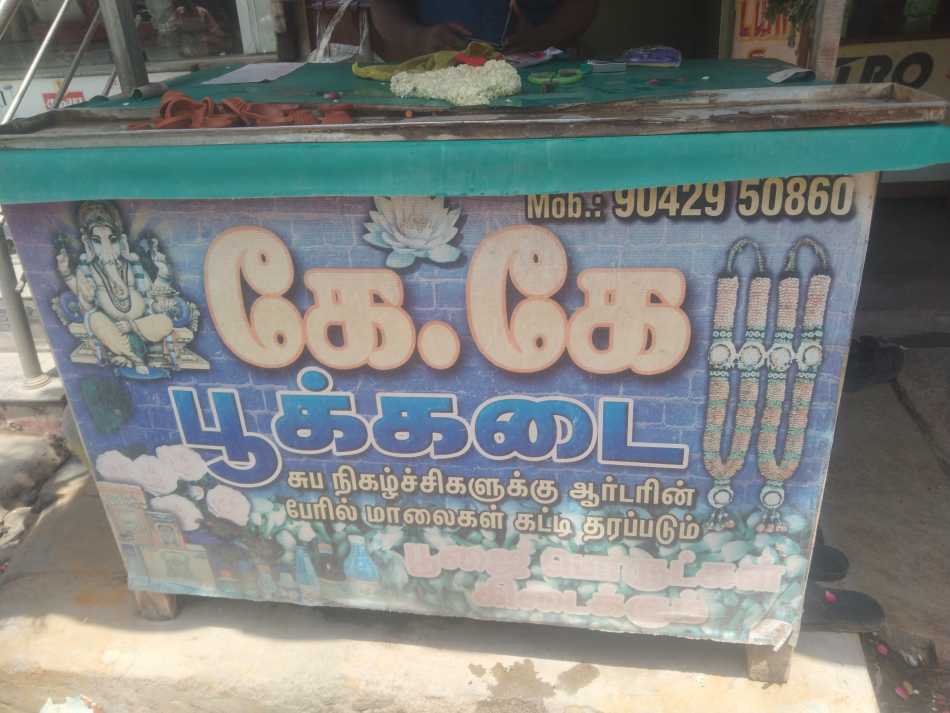 Mob.: 90429 50860
கே.கே
பூக்கடை
சுப நிகழ்ச்சிகளுக்கு ஆர்டரின்
பேரில் மாலைகள் கட்டி தரப்படும்
பூஜை பொருட்கள்
கிடைக்கும்